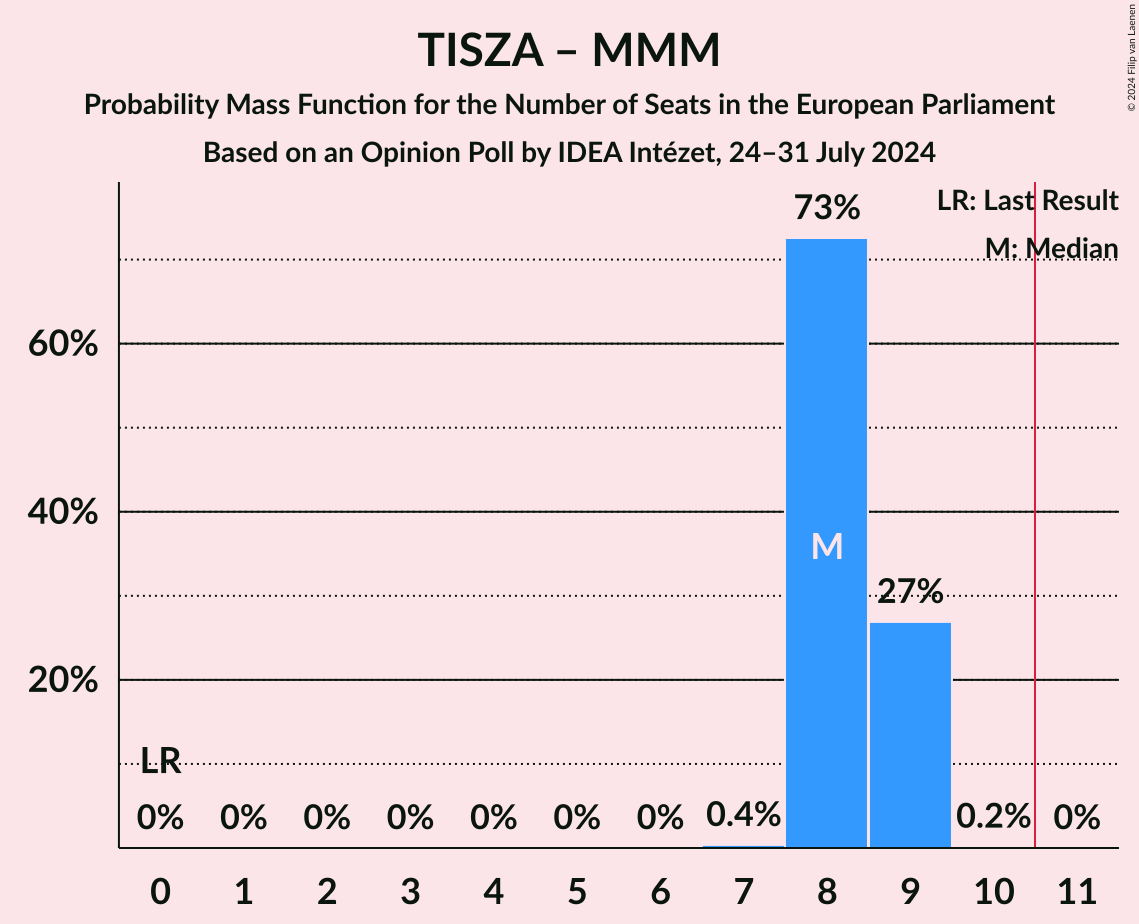 TISZA – MMM
Probability Mass Function for the Number of Seats in the European Parliament
Based on an Opinion Poll by IDEA Intézet, 24–31 July 2024
© 2024 Filip van Laenen
LR: Last Result
M: Median
73%
60%
40%
M
27%
20%
LR
0% 0% 0% 0% 0% 0% 0% 0.4% 0.2% 0%
0 1 2 3 4 5 6 7 8 9 10 11